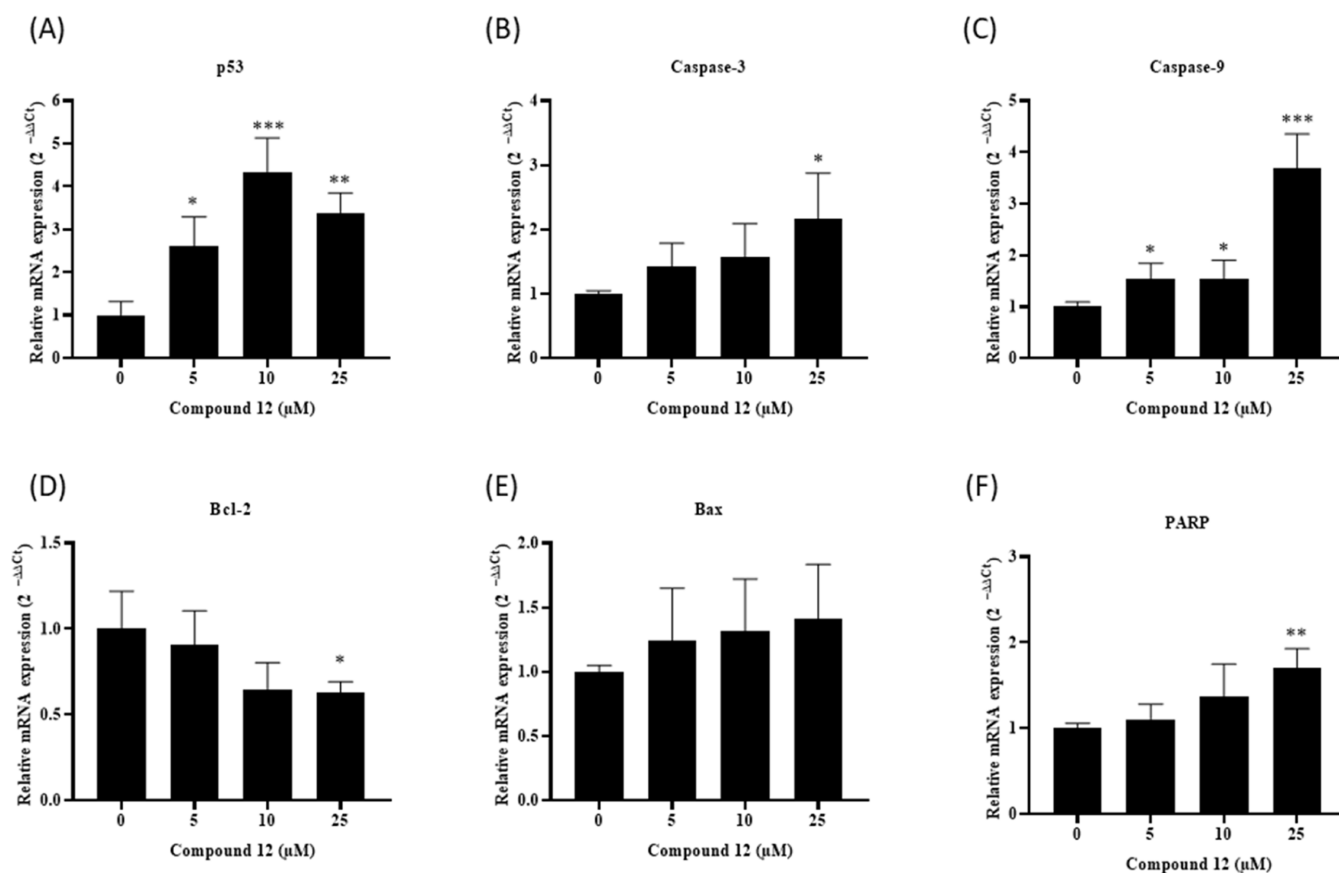 (A)
p53
Relative mRNA expression (2 −ΔΔCt)
6
5
4
3
2
1
0
*
***
**
0 5 10 25
Compound 12 (µM)
(B)
Caspase-3
Relative mRNA expression (2 −ΔΔCt)
4
3
2
1
0
*
0 5 10 25
Compound 12 (µM)
(C)
Caspase-9
Relative mRNA expression (2 −ΔΔCt)
5
4
3
2
1
0
*
*
***
0 5 10 25
Compound 12 (µM)
(D)
Bcl-2
Relative mRNA expression (2 −ΔΔCt)
1.5
1.0
0.5
0.0
*
0 5 10 25
Compound 12 (µM)
(E)
Bax
Relative mRNA expression (2 −ΔΔCt)
2.0
1.5
1.0
0.5
0.0
0 5 10 25
Compound 12 (µM)
(F)
PARP
Relative mRNA expression (2 −ΔΔCt)
3
2
1
0
**
0 5 10 25
Compound 12 (µM)